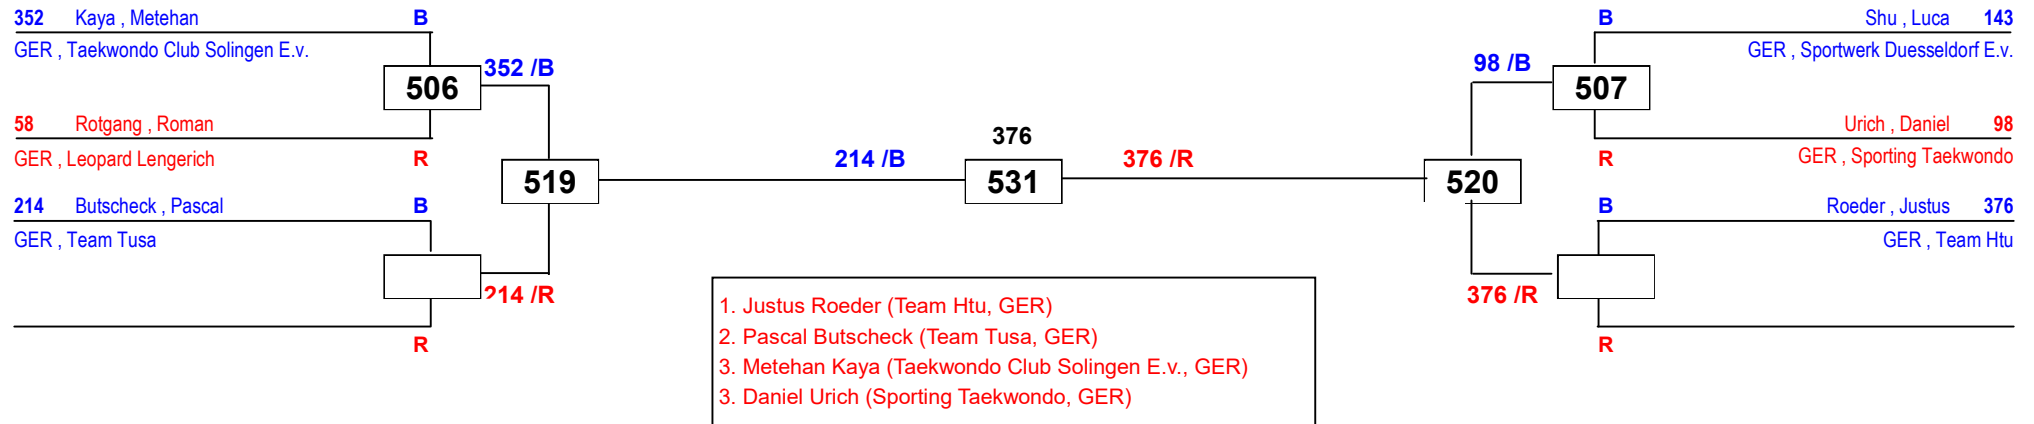 352 Kaya , Metehan B
GER , Taekwondo Club Solingen E.v.
506
352 /B
58 Rotgang , Roman
GER , Leopard Lengerich R
519
214 Butscheck , Pascal B
GER , Team Tusa
214 /R
R
214 /B
376
531
376 /R
B Shu , Luca 143
GER , Sportwerk Duesseldorf E.v.
98 /B
507
Urich , Daniel 98
R GER , Sporting Taekwondo
520
B Roeder , Justus 376
GER , Team Htu
376 /R
R
1. Justus Roeder (Team Htu, GER)
2. Pascal Butscheck (Team Tusa, GER)
3. Metehan Kaya (Taekwondo Club Solingen E.v., GER)
3. Daniel Urich (Sporting Taekwondo, GER)